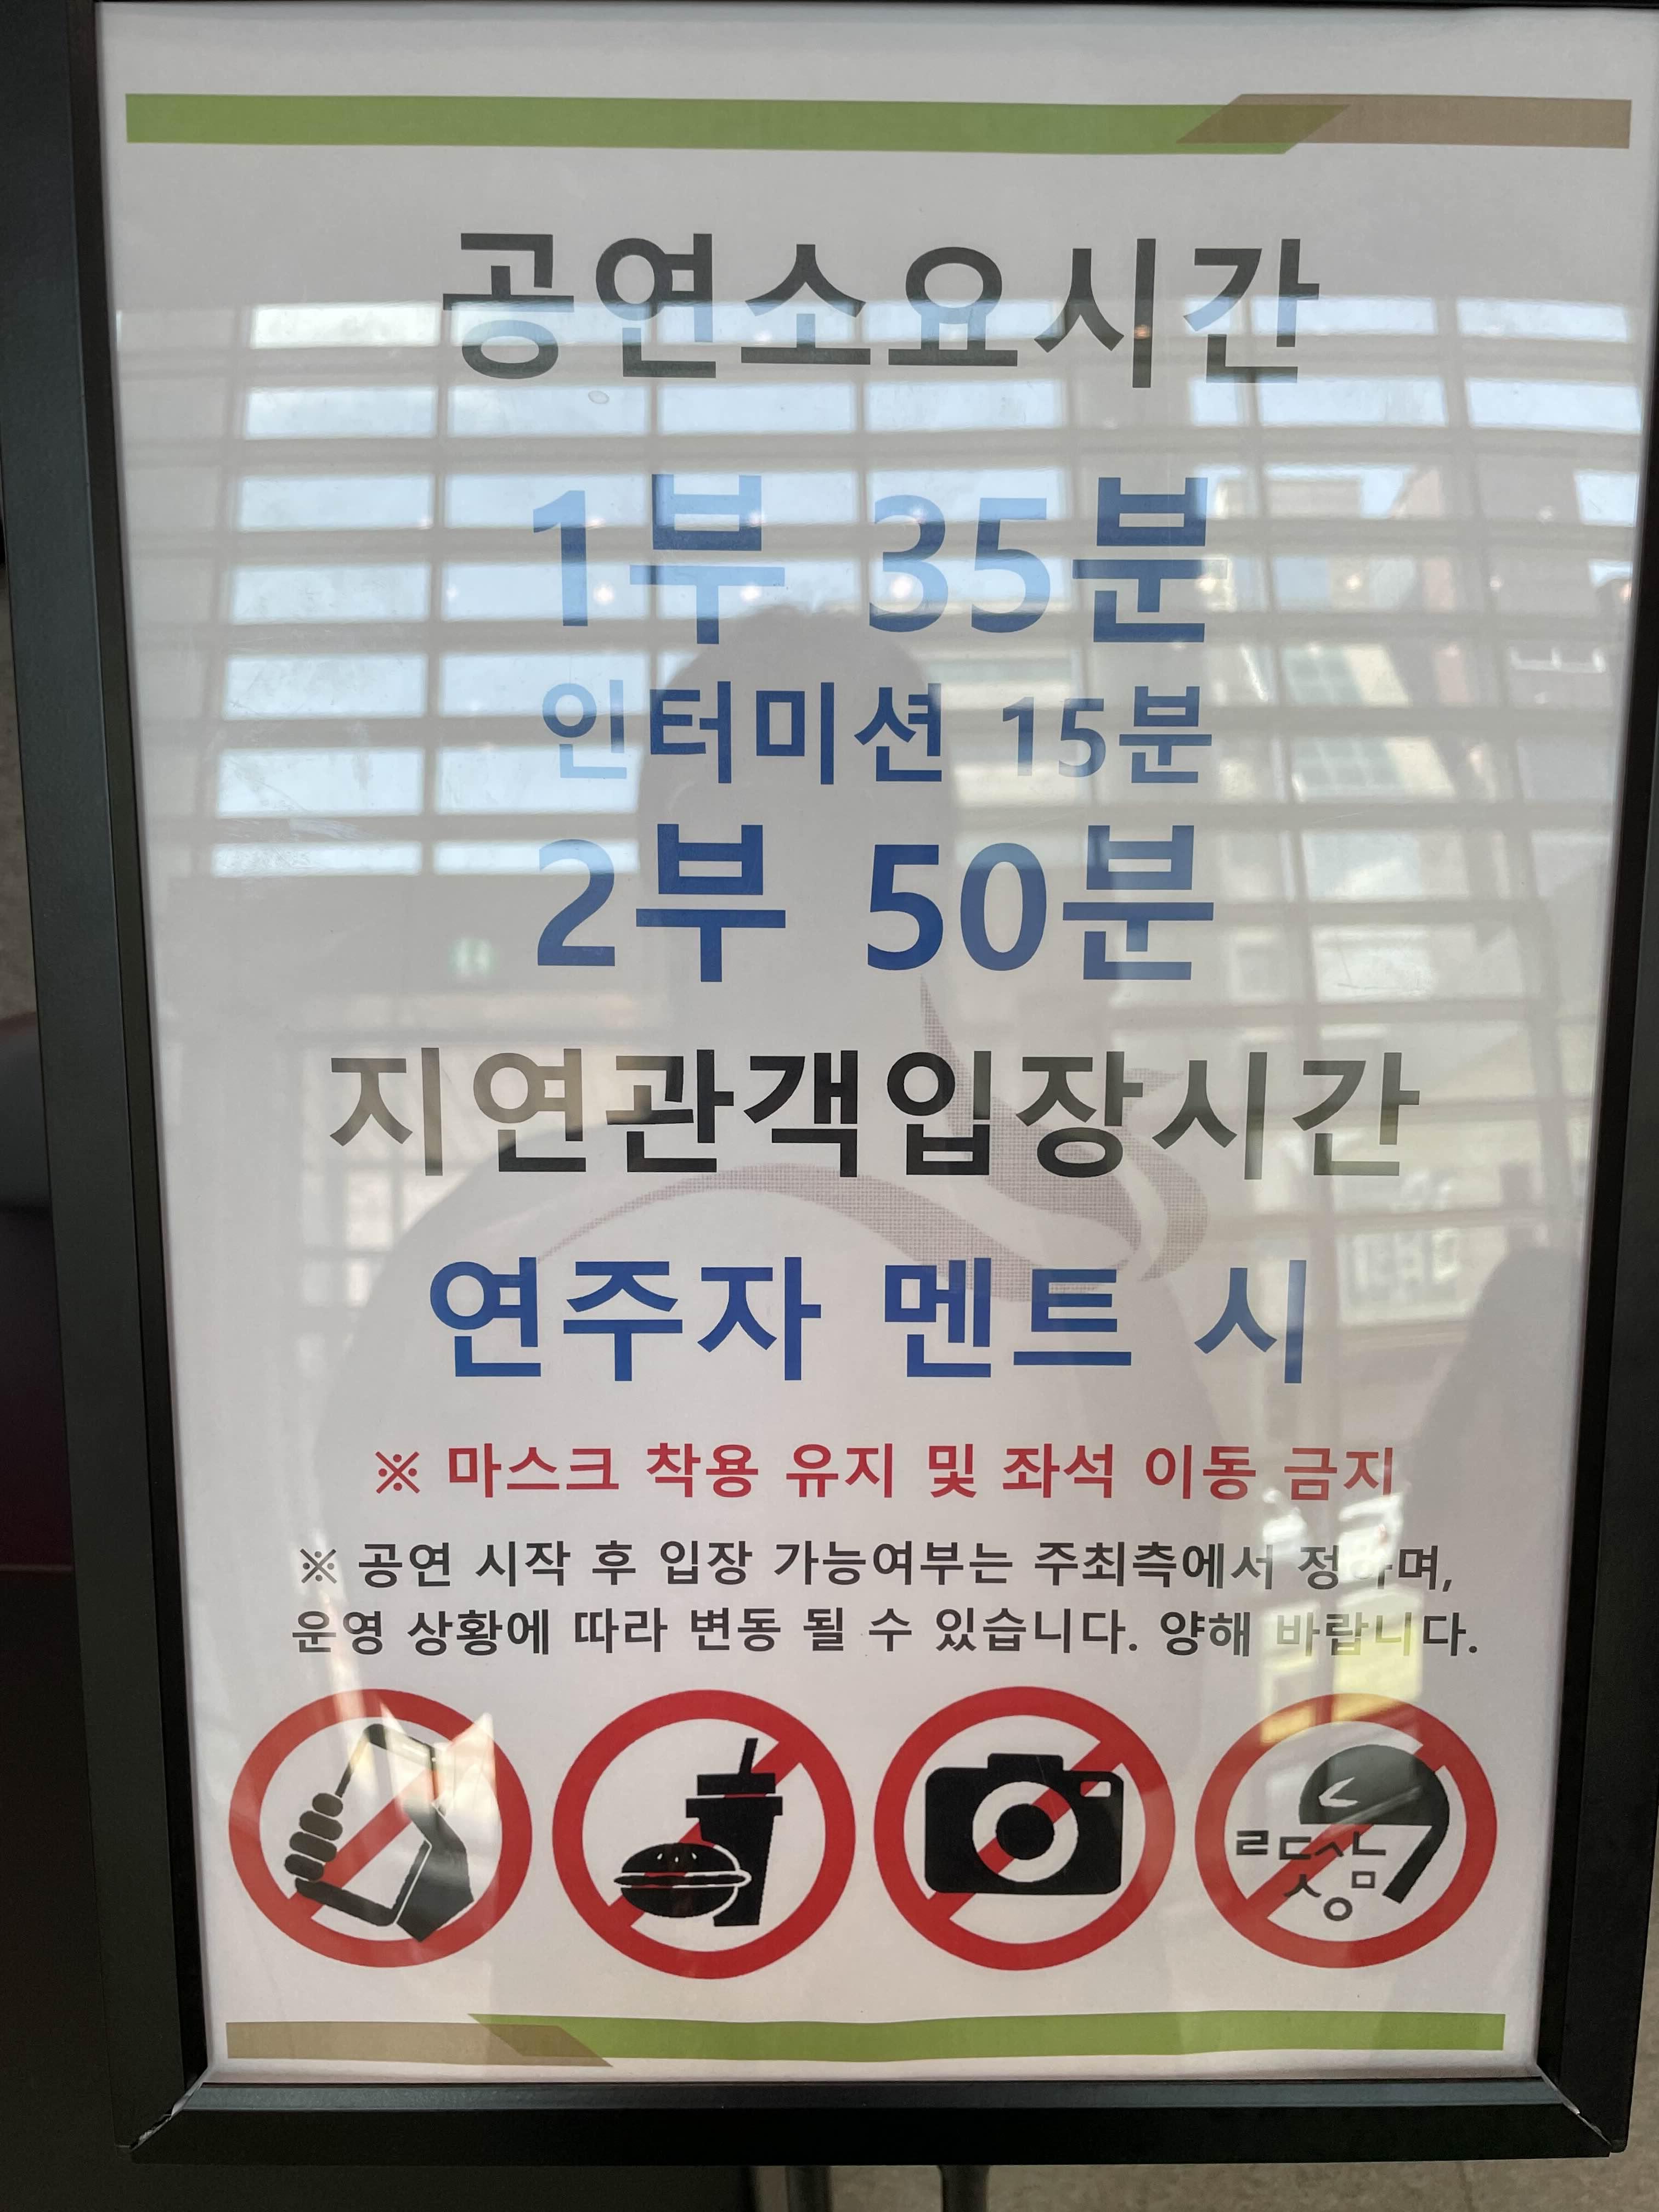 공연소요시간
1부 35분
인터미션 15분
2부 50분
지연관객입장시간
연주자 멘트 시
※ 마스크 착용 유지 및 좌석 이동 금지
※ 공연 시작 후 입장 가능여부는 주최측에서 정하며,
운영 상황에 따라 변동 될 수 있습니다. 양해 바랍니다.